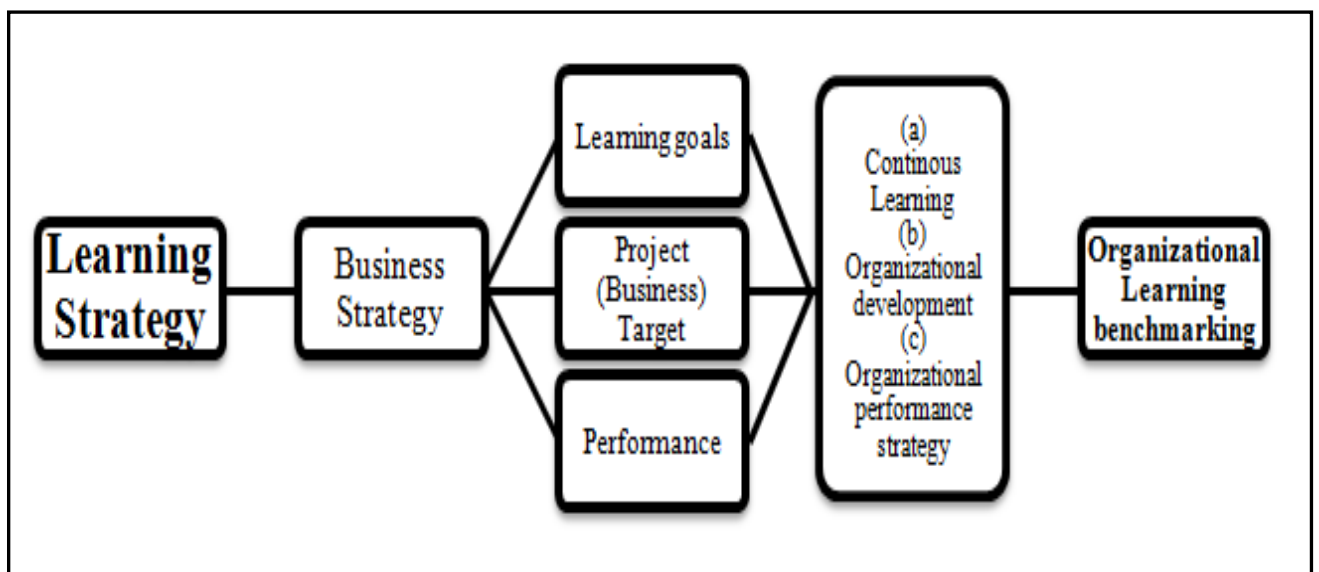 Learning
Strategy
Business
Strategy
Learning goals
Project
(Business)
Target
Performance
(a)
Continous
Learning
(b)
Organizational
development
(c)
Organizational
performance
strategy
Organizational
Learning
benchmarking